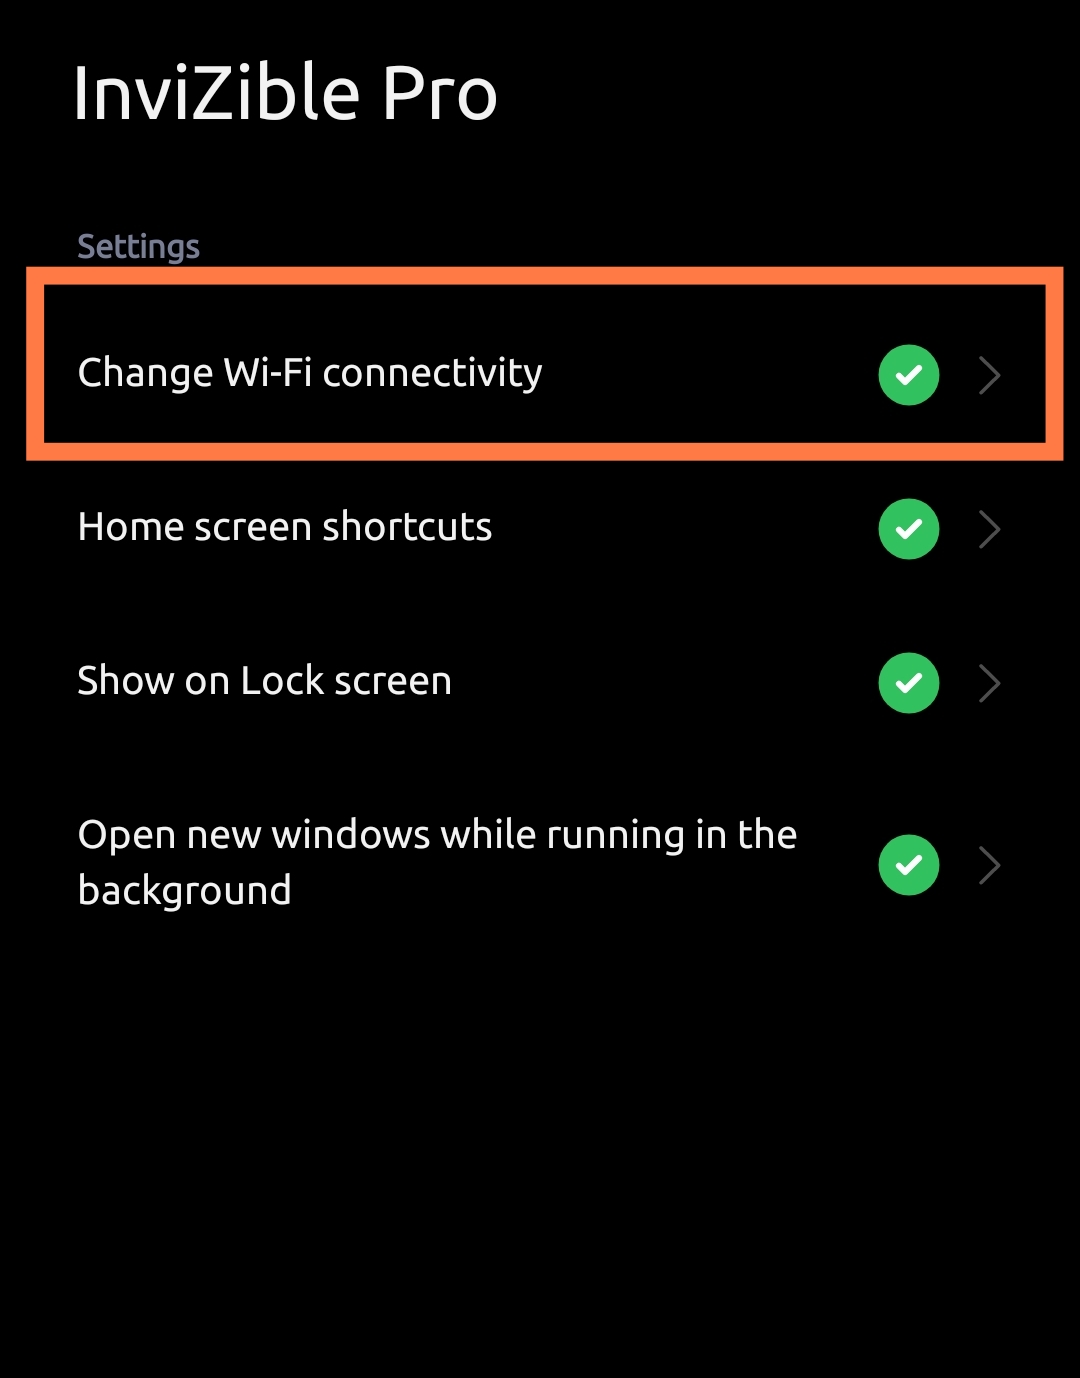 InviZible Pro
Settings
Change Wi-Fi connectivity
Home screen shortcuts
Show on Lock screen
Open new windows while running in the
background